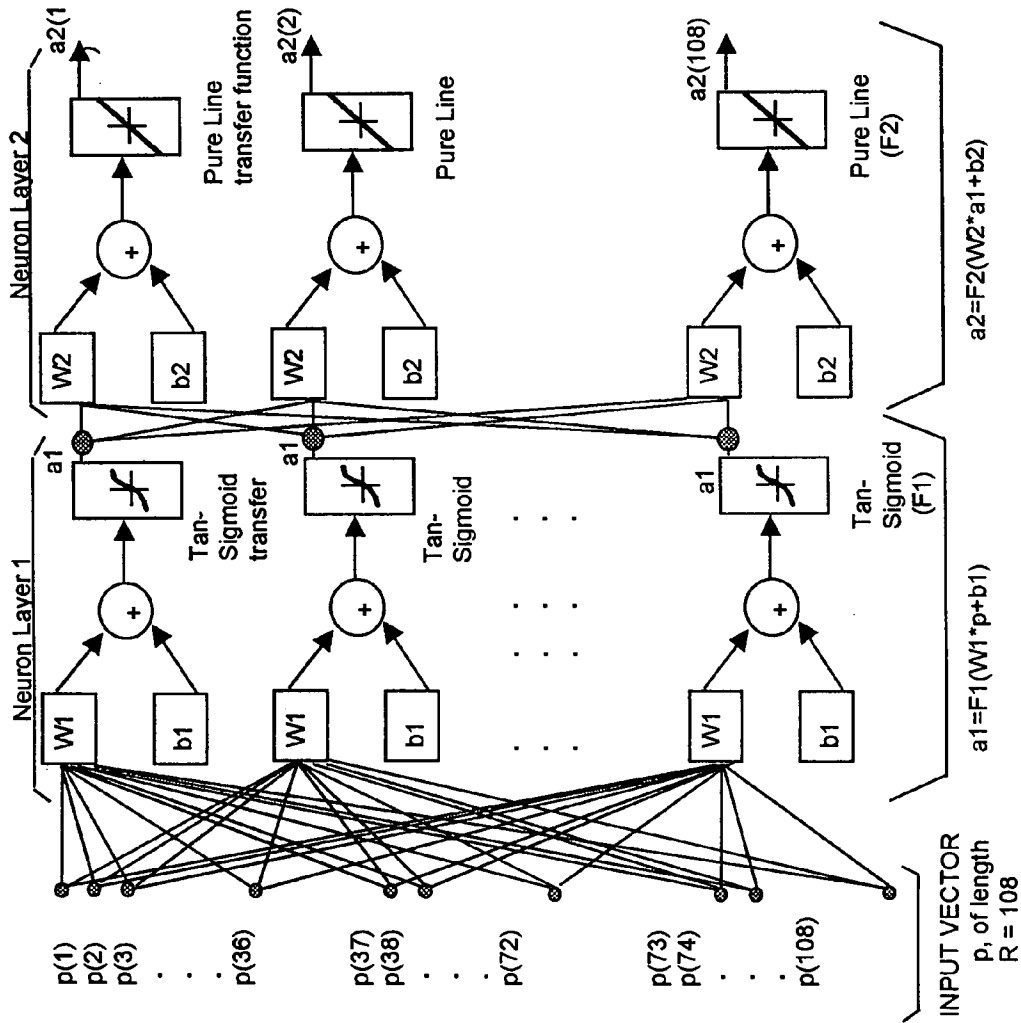 Neuron Layer 1
Neuron Layer 2
p(1)
p(2)
p(3)
. . .
p(36)
p(37)
p(38)
. . .
p(72)
p(73)
p(74)
. . .
p(108)
W1
b1
+
Tan-
Sigmoid
transfer
a1
W2
b2
+
Pure Line
transfer function
a2(1
)
W1
b1
+
Tan-
Sigmoid
a1
W2
b2
+
Pure Line
a2(2)
. . .
. . .
. . .
. . .
W1
b1
+
Tan-
Sigmoid
(F1)
a1
W2
b2
+
Pure Line
(F2)
a2(108)
INPUT VECTOR
p, of length
R = 108
a1=F1(W1*p+b1)
a2=F2(W2*a1+b2)